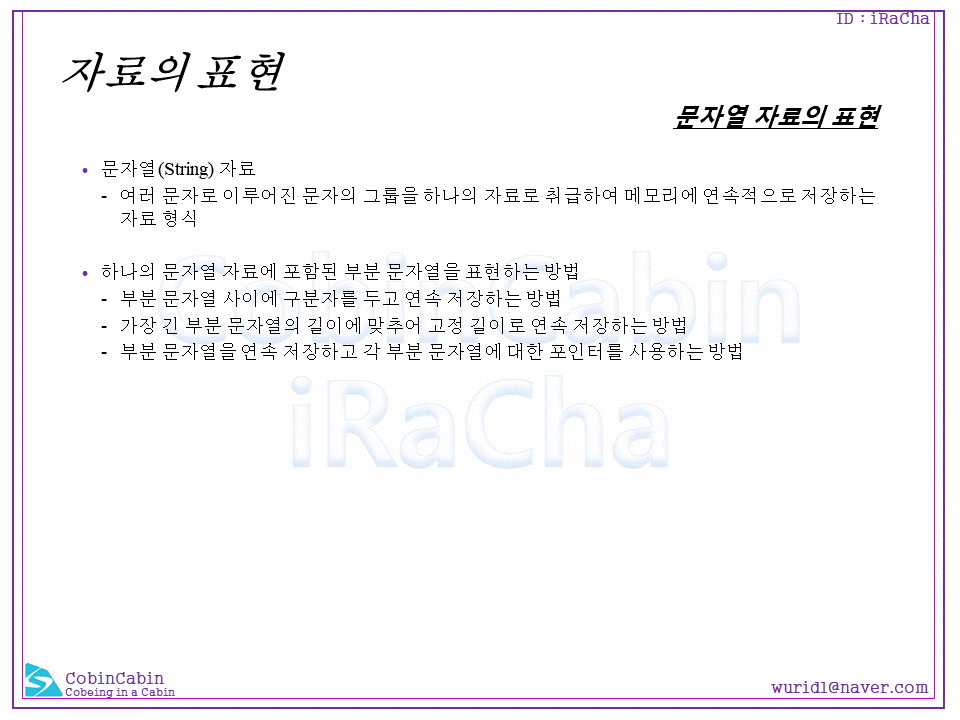 ID : iRaCha
자료의 표현
문자열 자료의 표현
• 문자열(String) 자료
- 여러 문자로 이루어진 문자의 그룹을 하나의 자료로 취급하여 메모리에 연속적으로 저장하는
자료 형식
• 하나의 문자열 자료에 포함된 부분 문자열을 표현하는 방법
- 부분 문자열 사이에 구분자를 두고 연속 저장하는 방법
- 가장 긴 부분 문자열의 길이에 맞추어 고정 길이로 연속 저장하는 방법
- 부분 문자열을 연속 저장하고 각 부분 문자열에 대한 포인터를 사용하는 방법
CobinCabin
iRaCha
CobinCabin
Cobeing in a Cabin
wurid1@naver.com